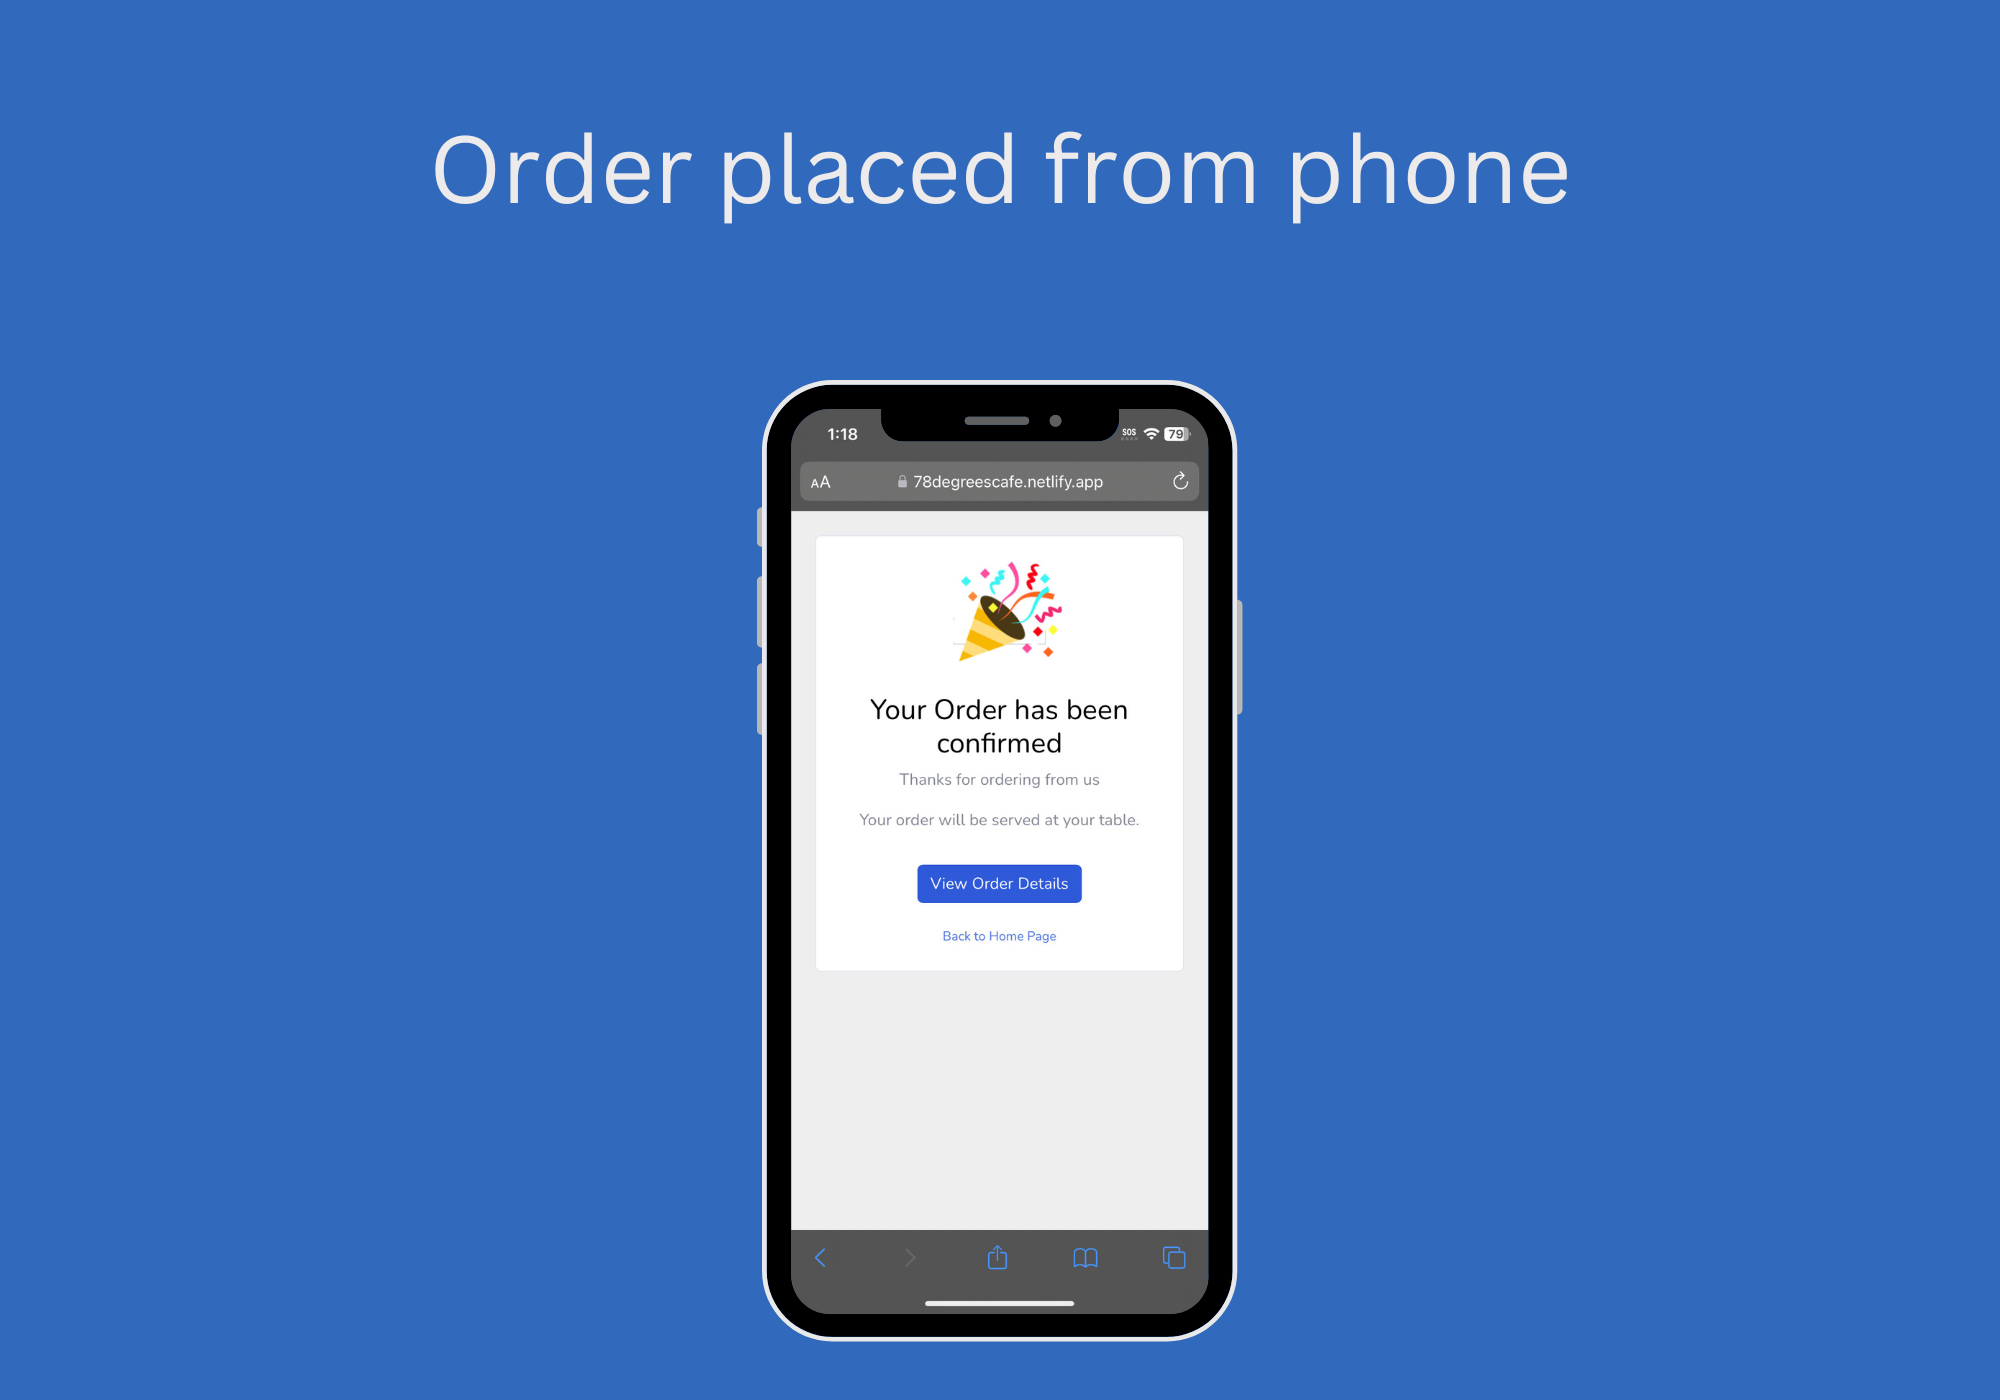 Order placed from phone
1:18
SOS
79
AA
78degreescafe.netlify.app
Your Order has been
confirmed
Thanks for ordering from us
Your order will be served at your table.
View Order Details
Back to Home Page